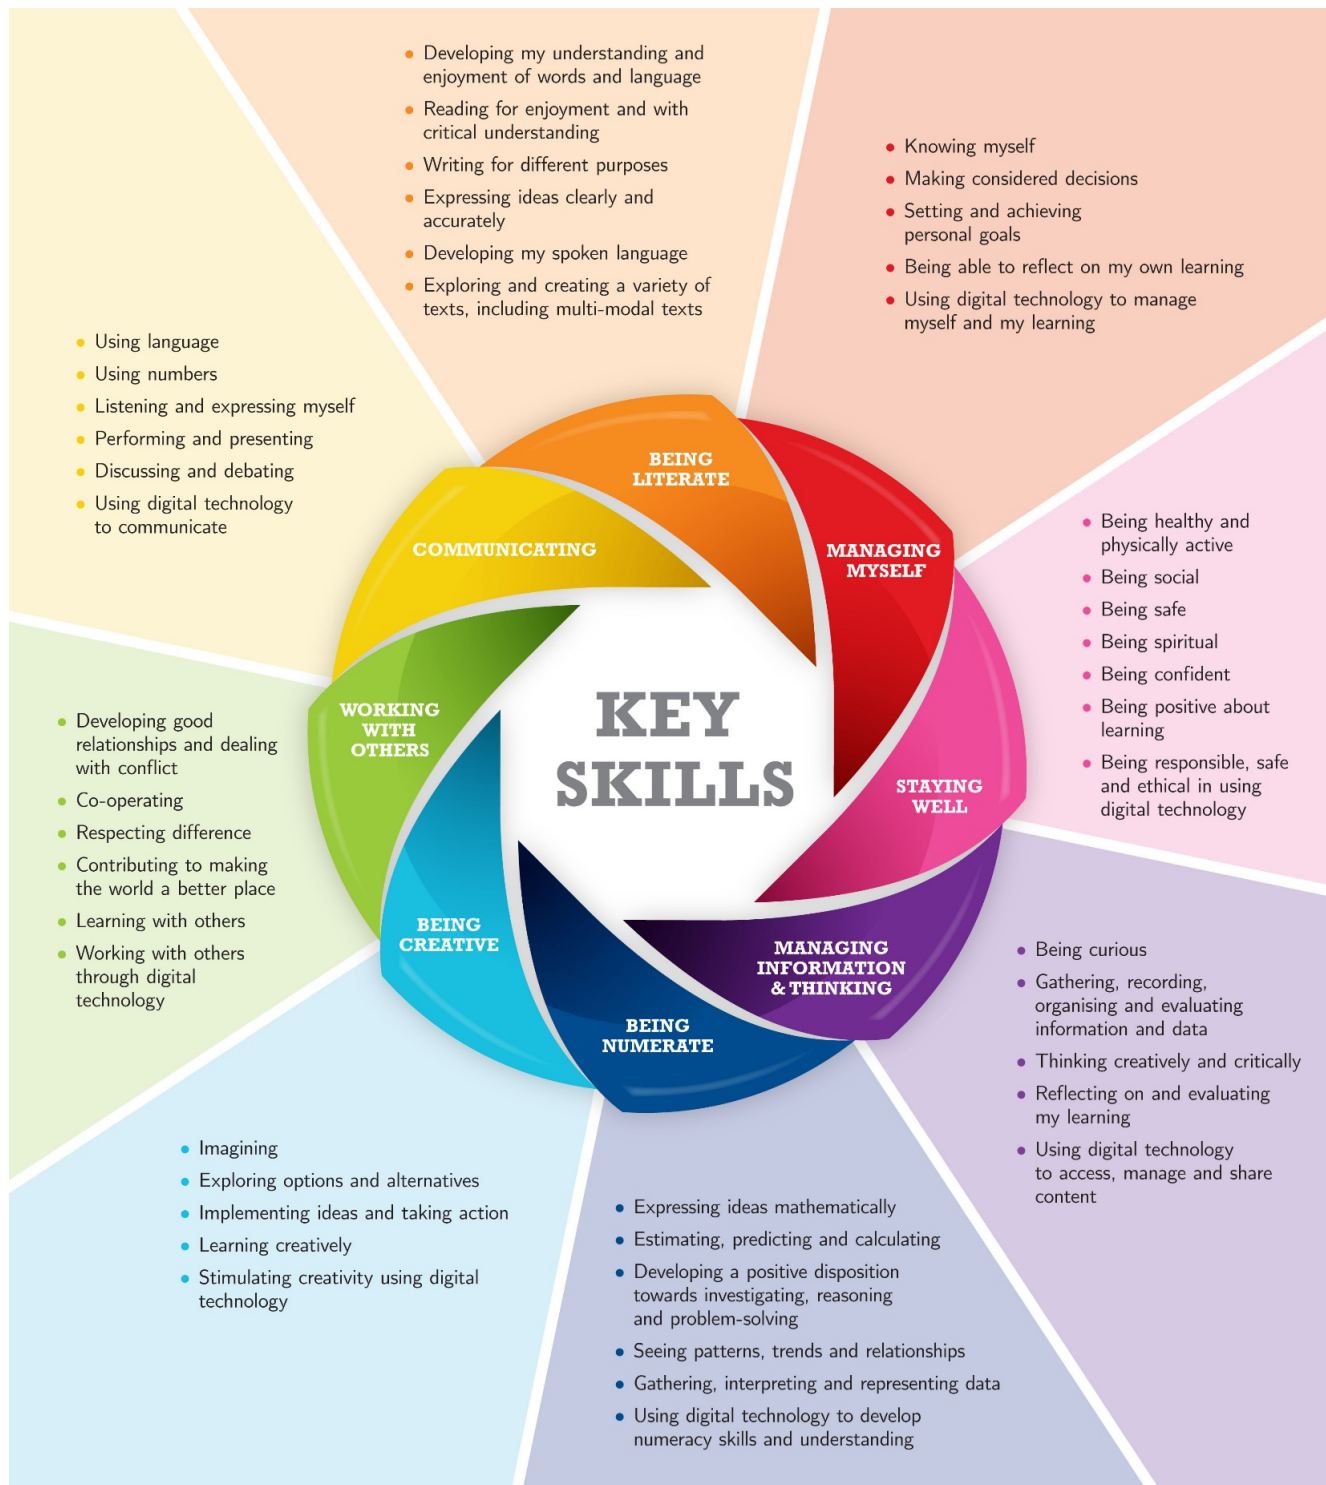 • Developing my understanding and
enjoyment of words and language
• Reading for enjoyment and with
critical understanding
• Writing for different purposes
• Expressing ideas clearly and
accurately
• Developing my spoken language
• Exploring and creating a variety of
texts, including multi-modal texts
• Knowing myself
• Making considered decisions
• Setting and achieving
personal goals
• Being able to reflect on my own learning
• Using digital technology to manage
myself and my learning
• Using language
• Using numbers
• Listening and expressing myself
• Performing and presenting
• Discussing and debating
• Using digital technology
to communicate
BEING
LITERATE
COMMUNICATING
MANAGING
MYSELF
• Being healthy and
physically active
• Being social
• Being safe
• Being spiritual
• Being confident
• Being positive about
learning
• Being responsible, safe
and ethical in using
digital technology
WORKING
WITH
OTHERS
KEY
SKILLS
STAYING
WELL
• Developing good
relationships and dealing
with conflict
• Co-operating
• Respecting difference
• Contributing to making
the world a better place
• Learning with others
• Working with others
through digital
technology
BEING
CREATIVE
MANAGING
INFORMATION
& THINKING
BEING
NUMERATE
• Being curious
• Gathering, recording,
organising and evaluating
information and data
• Thinking creatively and critically
• Reflecting on and evaluating
my learning
• Using digital technology
to access, manage and share
content
• Imagining
• Exploring options and alternatives
• Implementing ideas and taking action
• Learning creatively
• Stimulating creativity using digital
technology
• Expressing ideas mathematically
• Estimating, predicting and calculating
• Developing a positive disposition
towards investigating, reasoning
and problem-solving
• Seeing patterns, trends and relationships
• Gathering, interpreting and representing data
• Using digital technology to develop
numeracy skills and understanding